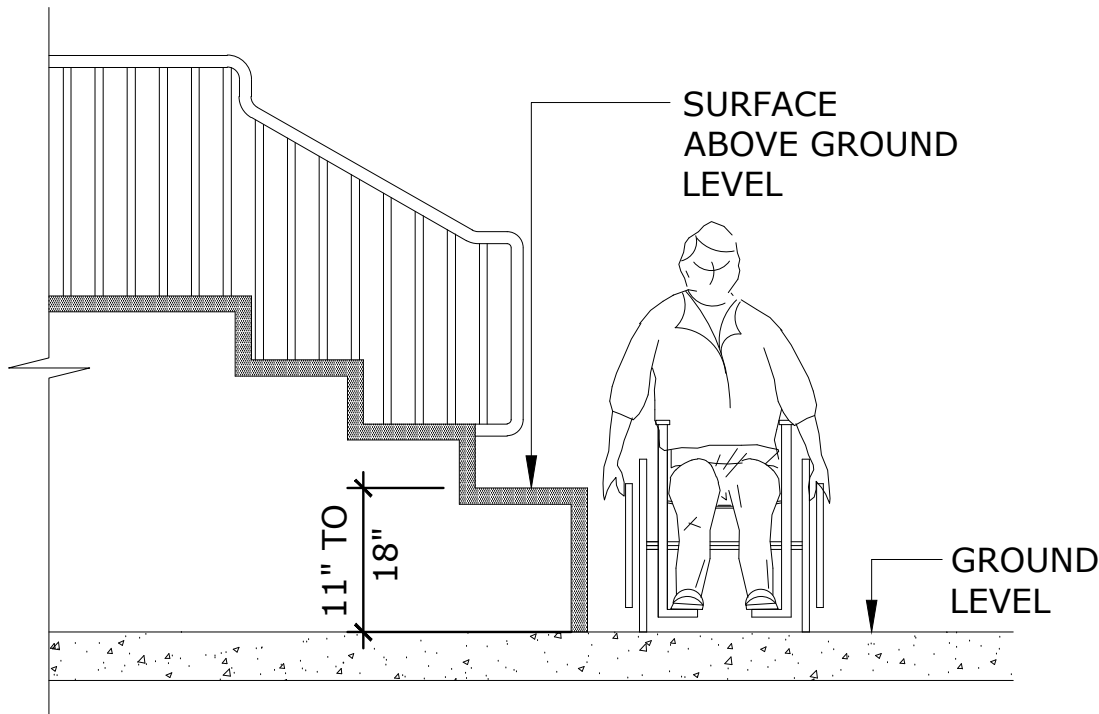 SURFACE
ABOVE GROUND
LEVEL
11" TO
18"
GROUND
LEVEL